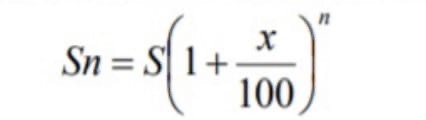 Sn = S(1 + x/100)^n